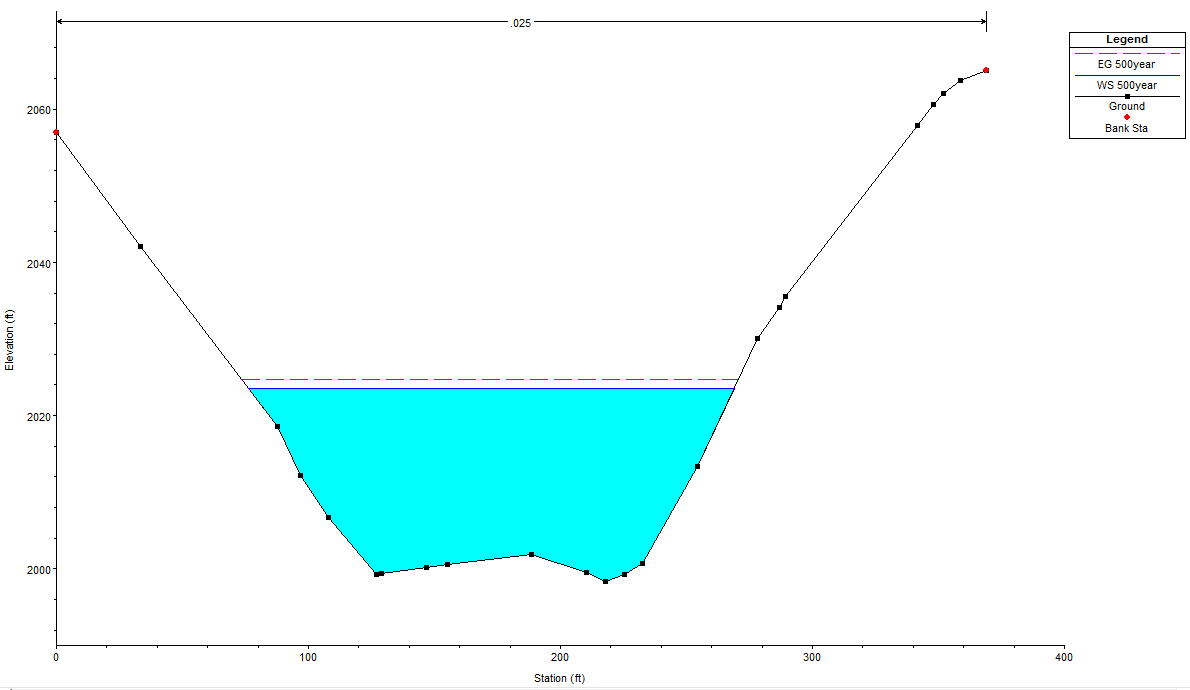 .025
Legend
EG 500year
WS 500year
Ground
Bank Sta
2060
2040
2020
2000
Elevation (ft)
0 100 200 300 400
Station (ft)